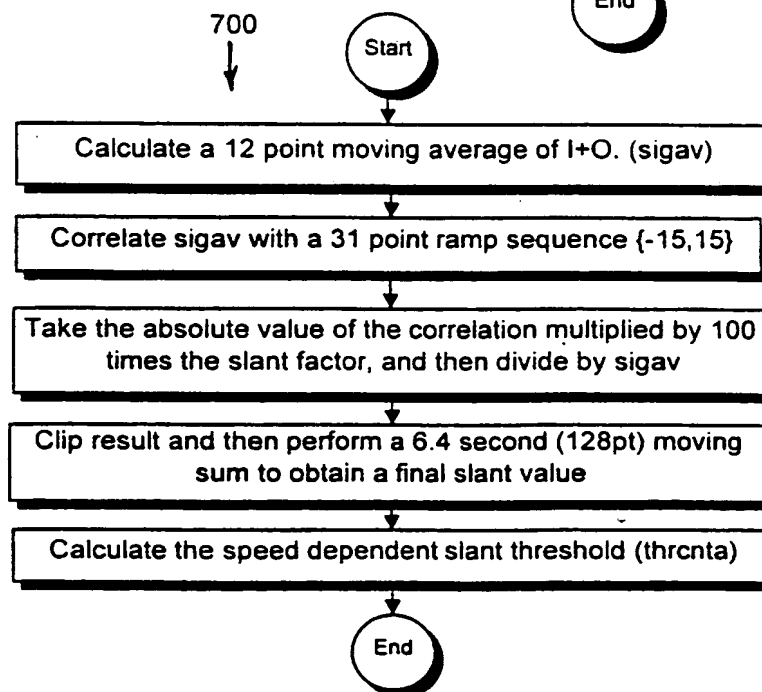 End
700
Start
Calculate a 12 point moving average of I+O. (sigav)
Correlate sigav with a 31 point ramp sequence {-15,15}
Take the absolute value of the correlation multiplied by 100
times the slant factor, and then divide by sigav
Clip result and then perform a 6.4 second (128pt) moving
sum to obtain a final slant value
Calculate the speed dependent slant threshold (thrcnta)
End